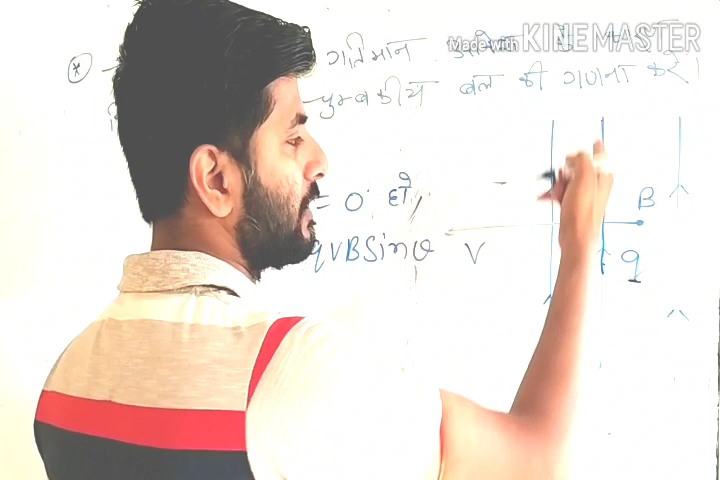 Made with KINEMASTER
* गतिमान
चुम्बकीय बल की गणना करें।
= 0° हो,
qVBSinθ
V
B
q